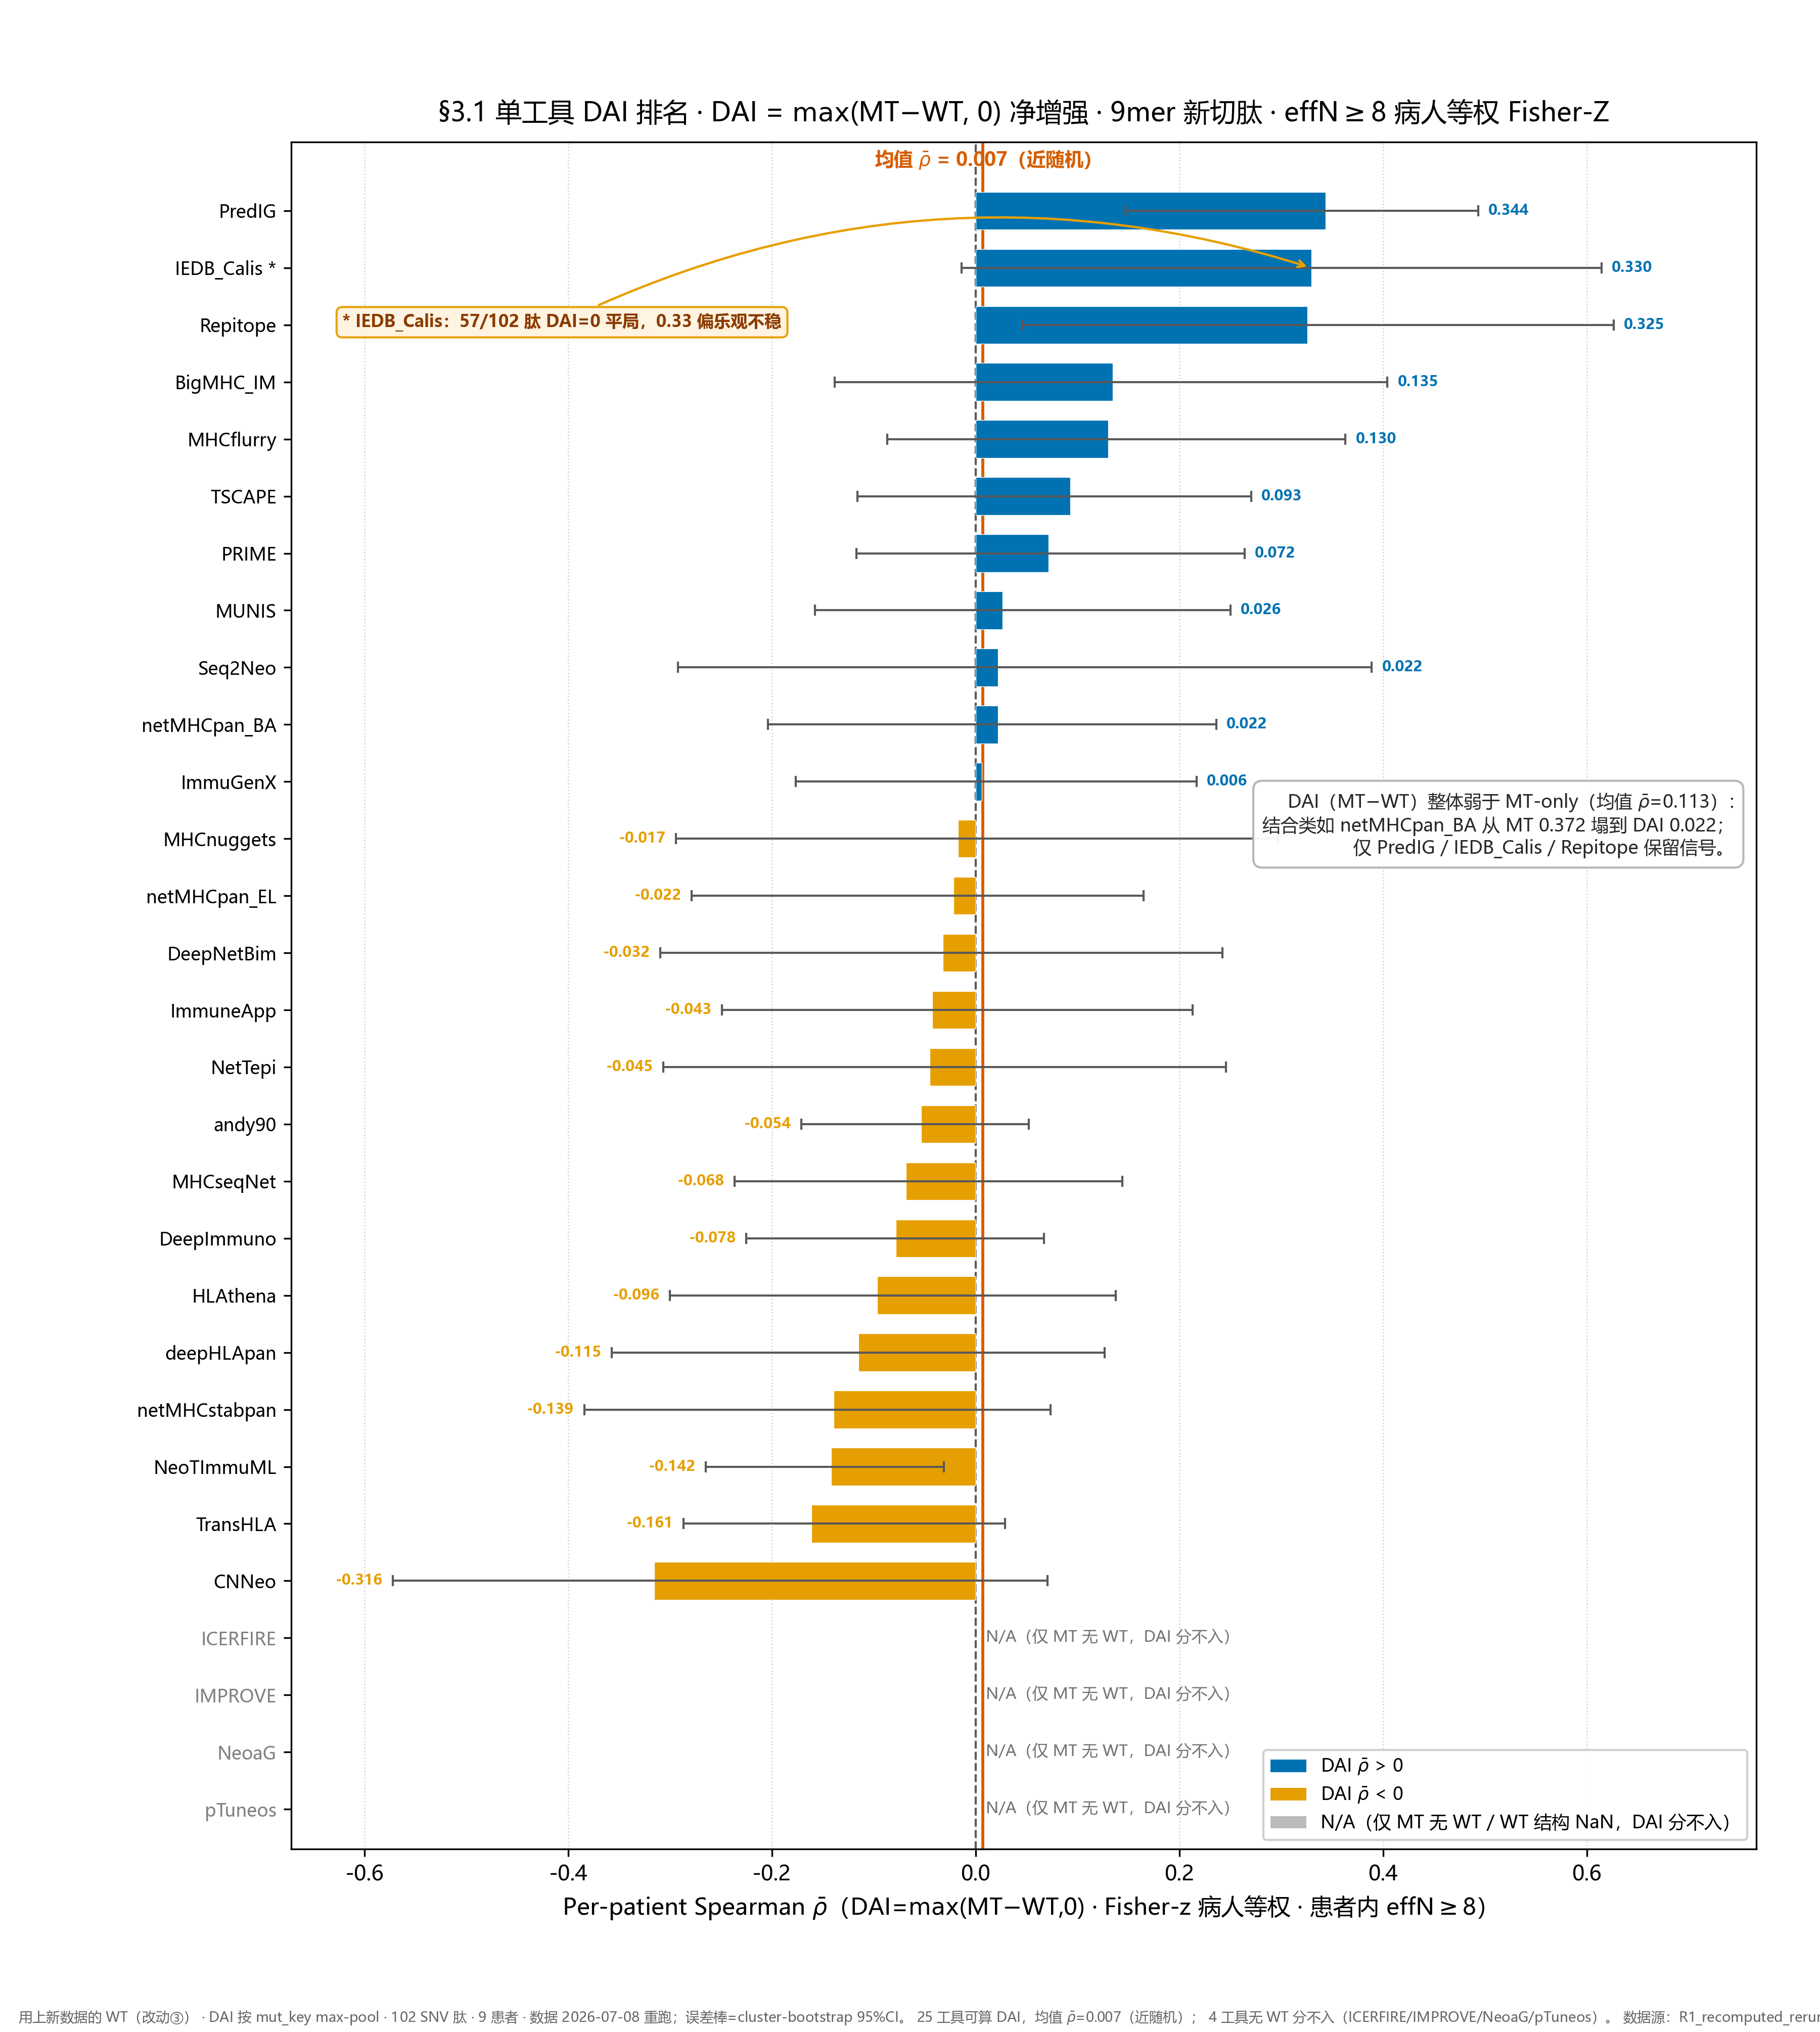 §3.1 单工具 DAI 排名 · DAI = max(MT−WT, 0) 净增强 · 9mer 新切肽 · effN ≥ 8 病人等权 Fisher-Z
均值 ρ̄ = 0.007（近随机）
PredIG
0.344
IEDB_Calis *
0.330
* IEDB_Calis：57/102 肽 DAI=0 平局，0.33 偏乐观不稳
Repitope
0.325
BigMHC_IM
0.135
MHCflurry
0.130
TSCAPE
0.093
PRIME
0.072
MUNIS
0.026
Seq2Neo
0.022
netMHCpan_BA
0.022
ImmuGenX
0.006
DAI（MT−WT）整体弱于 MT-only（均值 ρ̄=0.113）:
结合类如 netMHCpan_BA 从 MT 0.372 塌到 DAI 0.022；
仅 PredIG / IEDB_Calis / Repitope 保留信号。
MHCnuggets
-0.017
netMHCpan_EL
-0.022
DeepNetBim
-0.032
ImmuneApp
-0.043
NetTepi
-0.045
andy90
-0.054
MHCseqNet
-0.068
DeepImmuno
-0.078
HLAthena
-0.096
deepHLApan
-0.115
netMHCstabpan
-0.139
NeoTImmuML
-0.142
TransHLA
-0.161
CNNeo
-0.316
ICERFIRE
N/A（仅 MT 无 WT，DAI 分不入）
IMPROVE
N/A（仅 MT 无 WT，DAI 分不入）
NeoaG
N/A（仅 MT 无 WT，DAI 分不入）
pTuneos
N/A（仅 MT 无 WT，DAI 分不入）
DAI ρ̄ > 0
DAI ρ̄ < 0
N/A（仅 MT 无 WT / WT 结构 NaN，DAI 分不入）
-0.6 -0.4 -0.2 0.0 0.2 0.4 0.6
Per-patient Spearman ρ̄（DAI=max(MT−WT,0) · Fisher-z 病人等权 · 患者内 effN ≥ 8）
用上新数据的 WT（改动③） · DAI 按 mut_key max-pool · 102 SNV 肽 · 9 患者 · 数据 2026-07-08 重跑；误差棒=cluster-bootstrap 95%CI。 25 工具可算 DAI，均值 ρ̄=0.007（近随机）； 4 工具无 WT 分不入（ICERFIRE/IMPROVE/NeoaG/pTuneos）。 数据源：